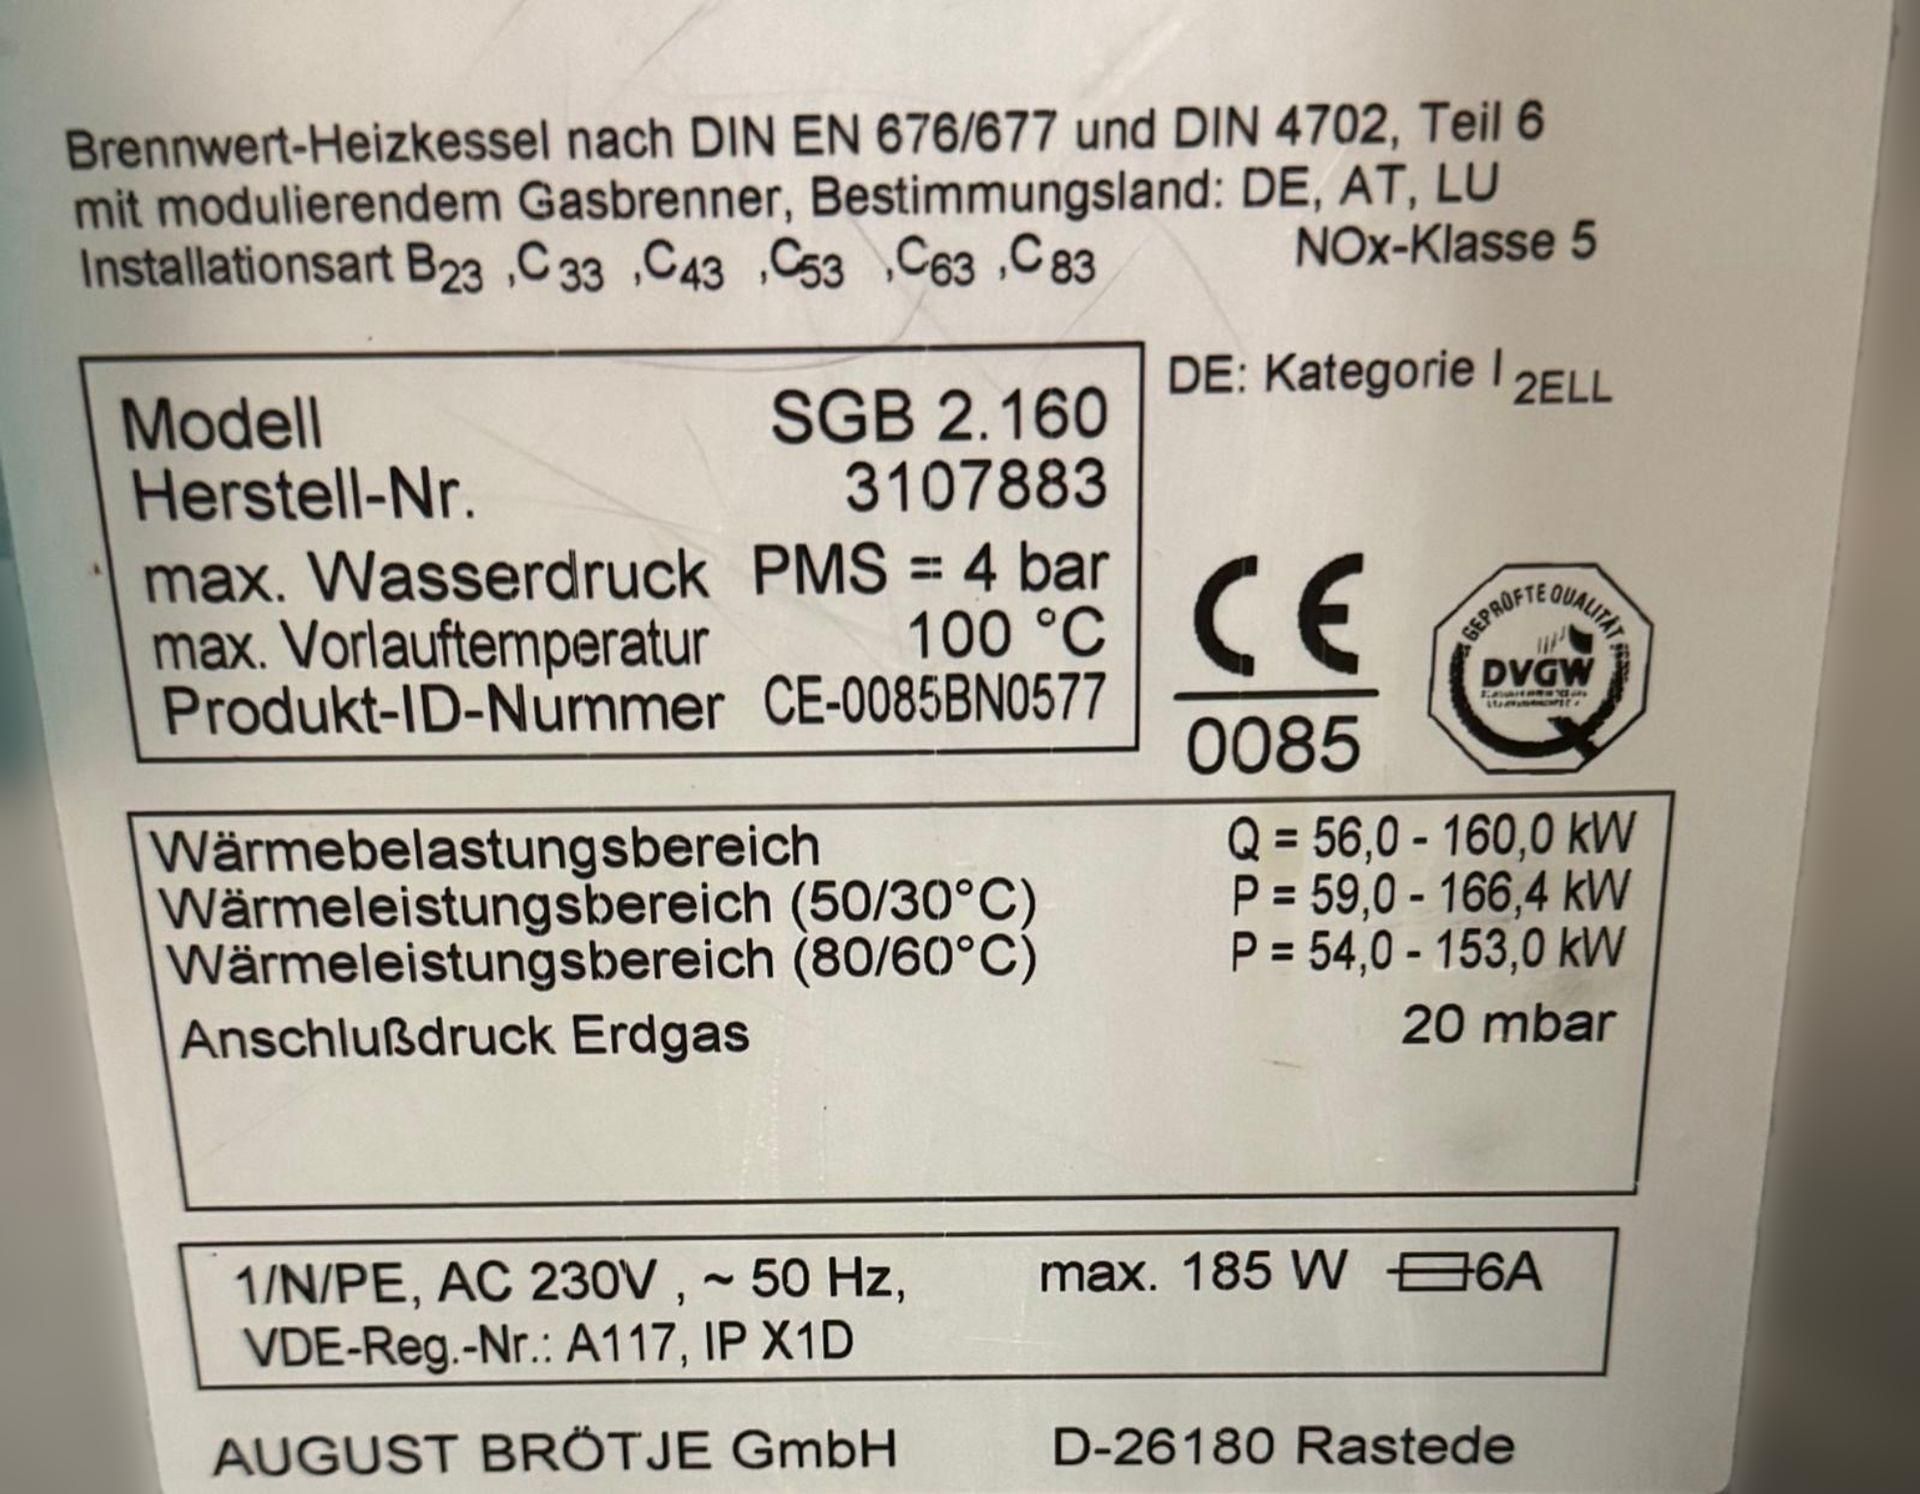 Brennwert-Heizkessel nach DIN EN 676/677 und DIN 4702, Teil 6
mit modulierendem Gasbrenner, Bestimmungsland: DE, AT, LU
Installationsart B23 ,C33 ,C43 ,C53 ,C63 ,C83 NOx-Klasse 5
DE: Kategorie I 2ELL
Modell SGB 2.160
Herstell-Nr. 3107883
max. Wasserdruck PMS = 4 bar
max. Vorlauftemperatur 100 °C
Produkt-ID-Nummer CE-0085BN0577
CE
0085
GEPRÜFTE QUALITÄT
DVGW
Wärmebelastungsbereich Q = 56,0 - 160,0 kW
Wärmeleistungsbereich (50/30°C) P = 59,0 - 166,4 kW
Wärmeleistungsbereich (80/60°C) P = 54,0 - 153,0 kW
Anschlußdruck Erdgas 20 mbar
1/N/PE, AC 230V , ~ 50 Hz, max. 185 W 6A
VDE-Reg.-Nr.: A117, IP X1D
AUGUST BRÖTJE GmbH D-26180 Rastede